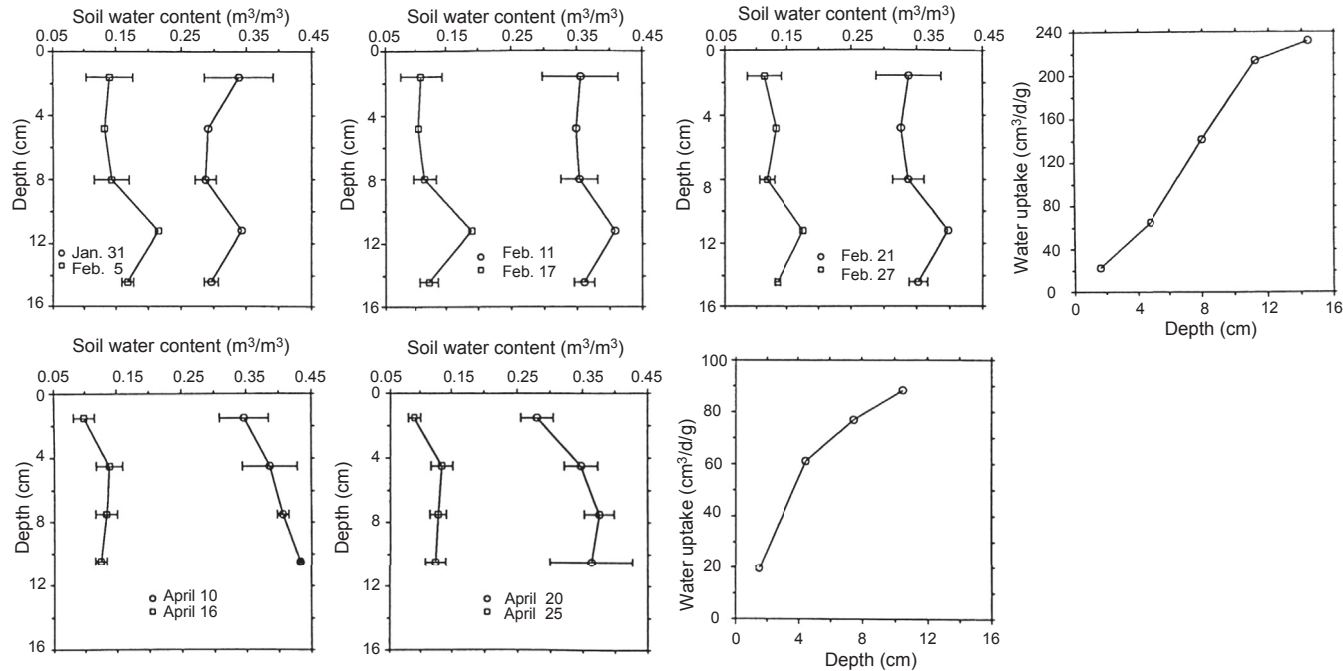 Soil water content (m³/m³)
0.05 0.15 0.25 0.35 0.45
0
4
8
12
16
Depth (cm)
Jan. 31
Feb. 5
Soil water content (m³/m³)
0.05 0.15 0.25 0.35 0.45
0
4
8
12
16
Depth (cm)
Feb. 11
Feb. 17
Soil water content (m³/m³)
0.05 0.15 0.25 0.35 0.45
0
4
8
12
16
Depth (cm)
Feb. 21
Feb. 27
240
220
160
120
60
40
0
Water uptake (cm³/d/g)
0 4 8 12 16
Depth (cm)
Soil water content (m³/m³)
0.05 0.15 0.25 0.35 0.45
0
4
8
12
16
Depth (cm)
April 10
April 16
Soil water content (m³/m³)
0.05 0.15 0.25 0.35 0.45
0
4
8
12
16
Depth (cm)
April 20
April 25
100
80
60
40
20
0
Water uptake (cm³/d/g)
0 4 8 12 16
Depth (cm)